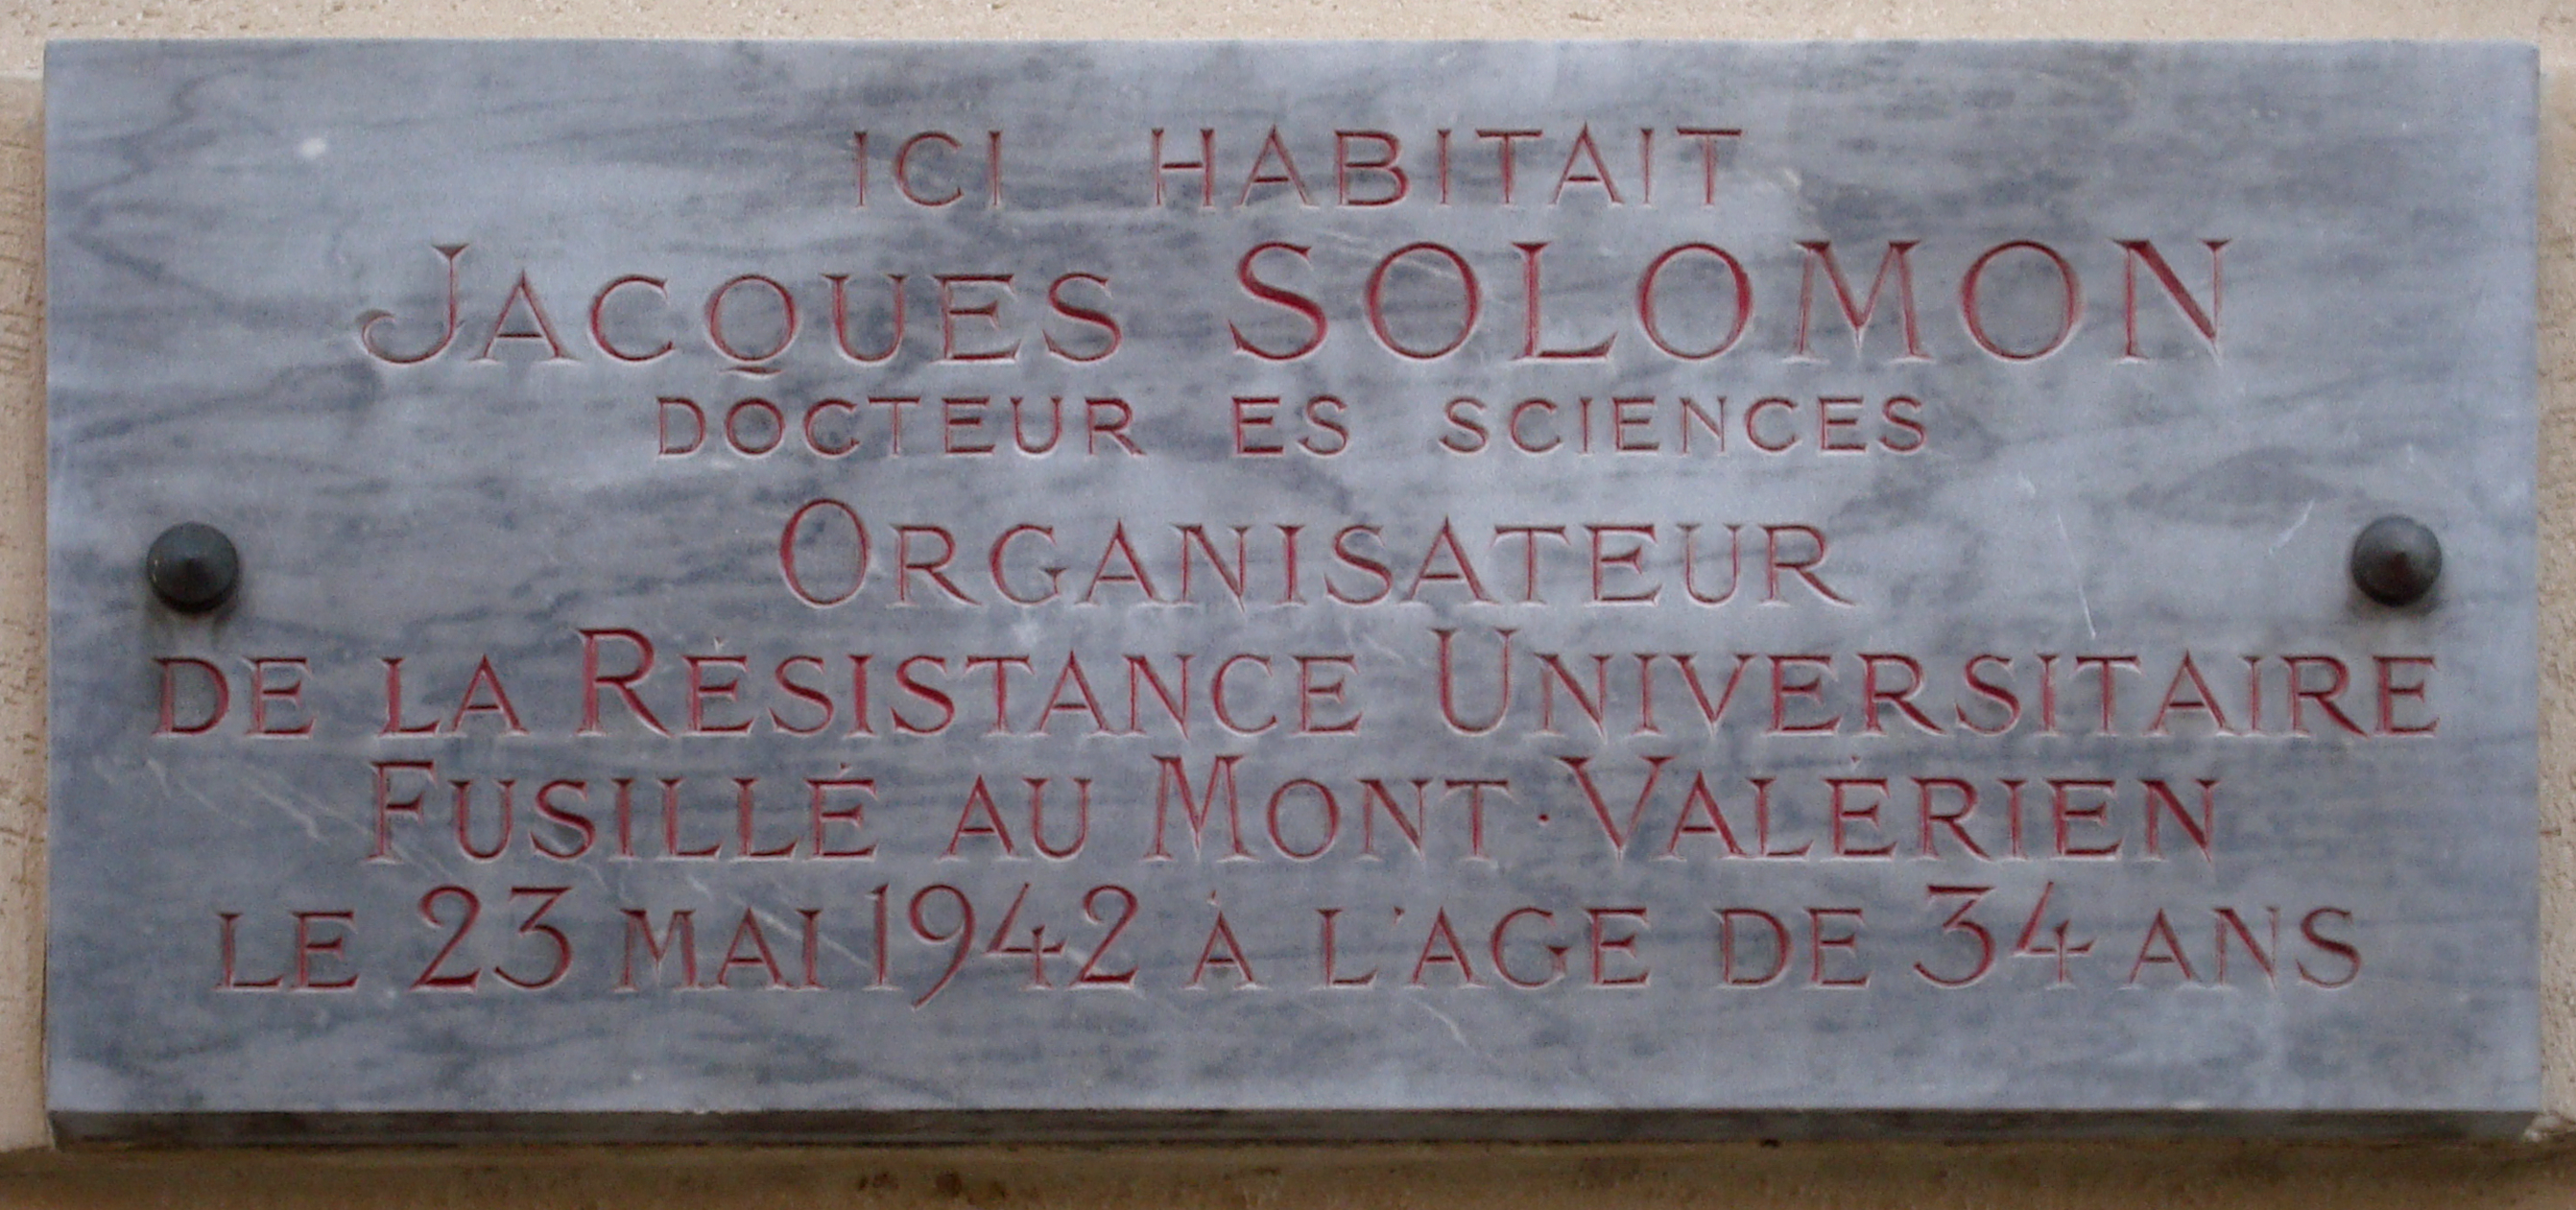 ICI HABITAIT
JACQUES SOLOMON
DOCTEUR ES SCIENCES
ORGANISATEUR
DE LA RÉSISTANCE UNIVERSITAIRE
FUSILLÉ AU MONT·VALÉRIEN
LE 23 MAI 1942 À L'AGE DE 34 ANS